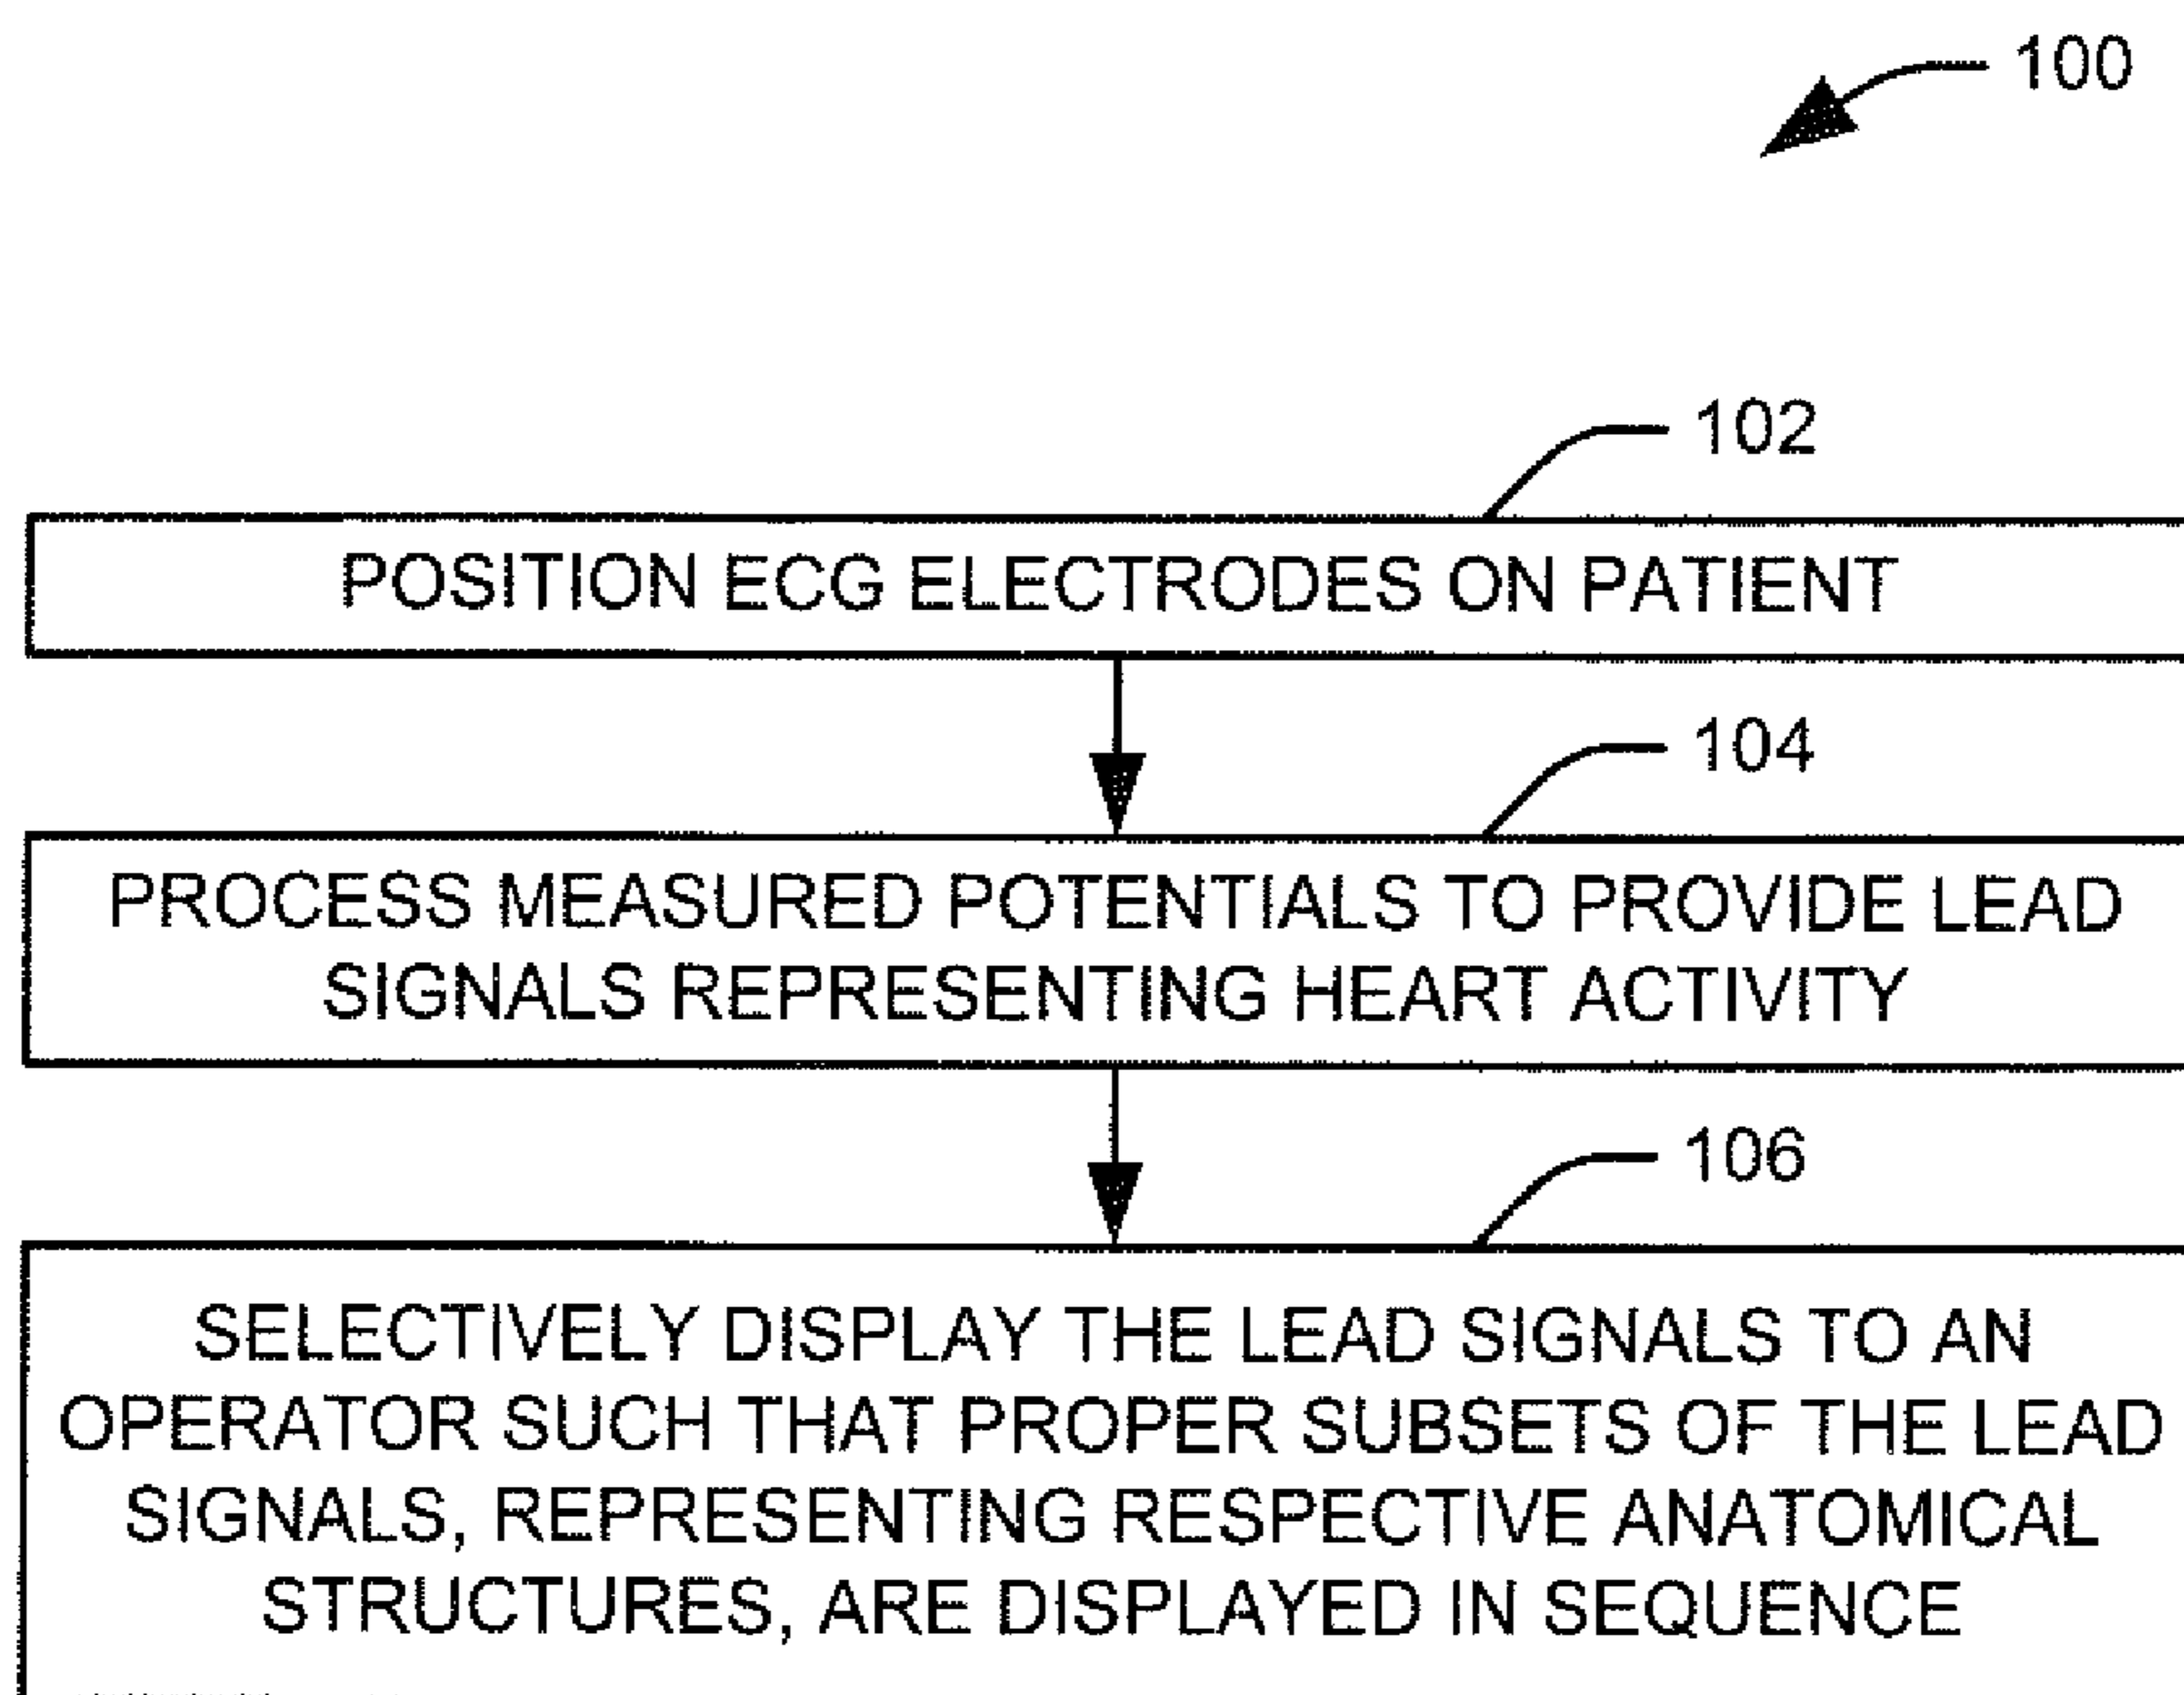 100
102
POSITION ECG ELECTRODES ON PATIENT
104
PROCESS MEASURED POTENTIALS TO PROVIDE LEAD
SIGNALS REPRESENTING HEART ACTIVITY
106
SELECTIVELY DISPLAY THE LEAD SIGNALS TO AN
OPERATOR SUCH THAT PROPER SUBSETS OF THE LEAD
SIGNALS, REPRESENTING RESPECTIVE ANATOMICAL
STRUCTURES, ARE DISPLAYED IN SEQUENCE